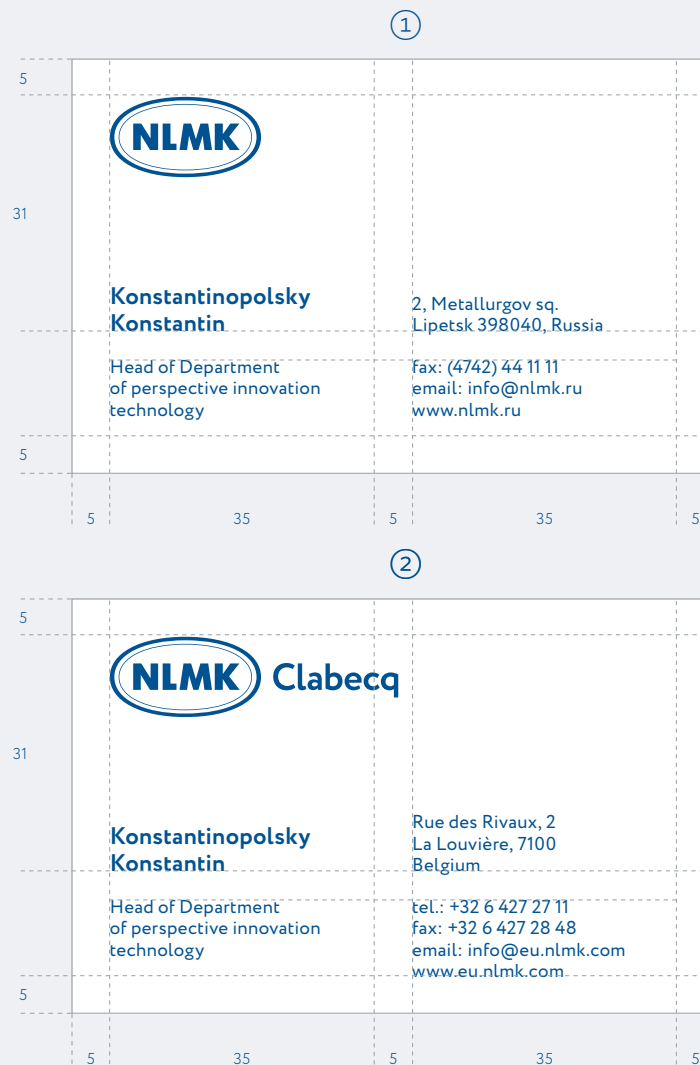 1
5
NLMK
31
Konstantinopolsky
Konstantin
2, Metallurgov sq.
Lipetsk 398040, Russia
Head of Department
of perspective innovation
technology
fax: (4742) 44 11 11
email: info@nlmk.ru
www.nlmk.ru
5
5 35 5 35 5
2
5
NLMK Clabecq
31
Konstantinopolsky
Konstantin
Rue des Rivaux, 2
La Louvière, 7100
Belgium
Head of Department
of perspective innovation
technology
tel.: +32 6 427 27 11
fax: +32 6 427 28 48
email: info@eu.nlmk.com
www.eu.nlmk.com
5
5 35 5 35 5